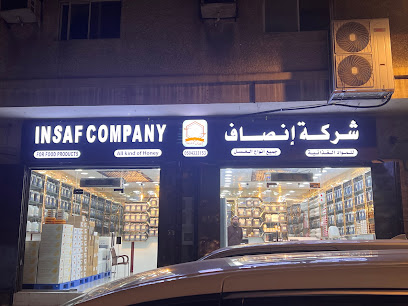 INSAF COMPANY
FOR FOOD PRODUCTS
All kind of Honey
شركة إنصاف
للمواد الغذائية
جميع أنواع العسل